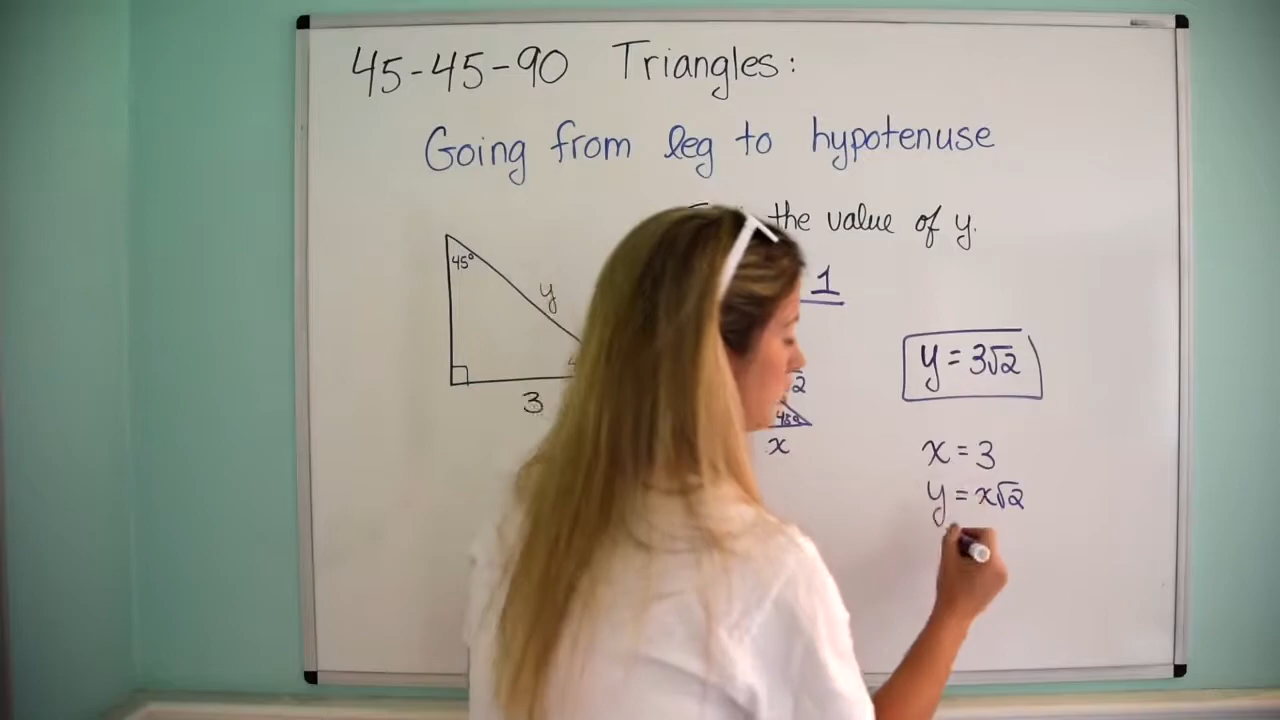 45-45-90 Triangles:
Going from leg to hypotenuse
the value of y.
1
45°
y
3
45°
x
y = 3√2
x = 3
y = x√2